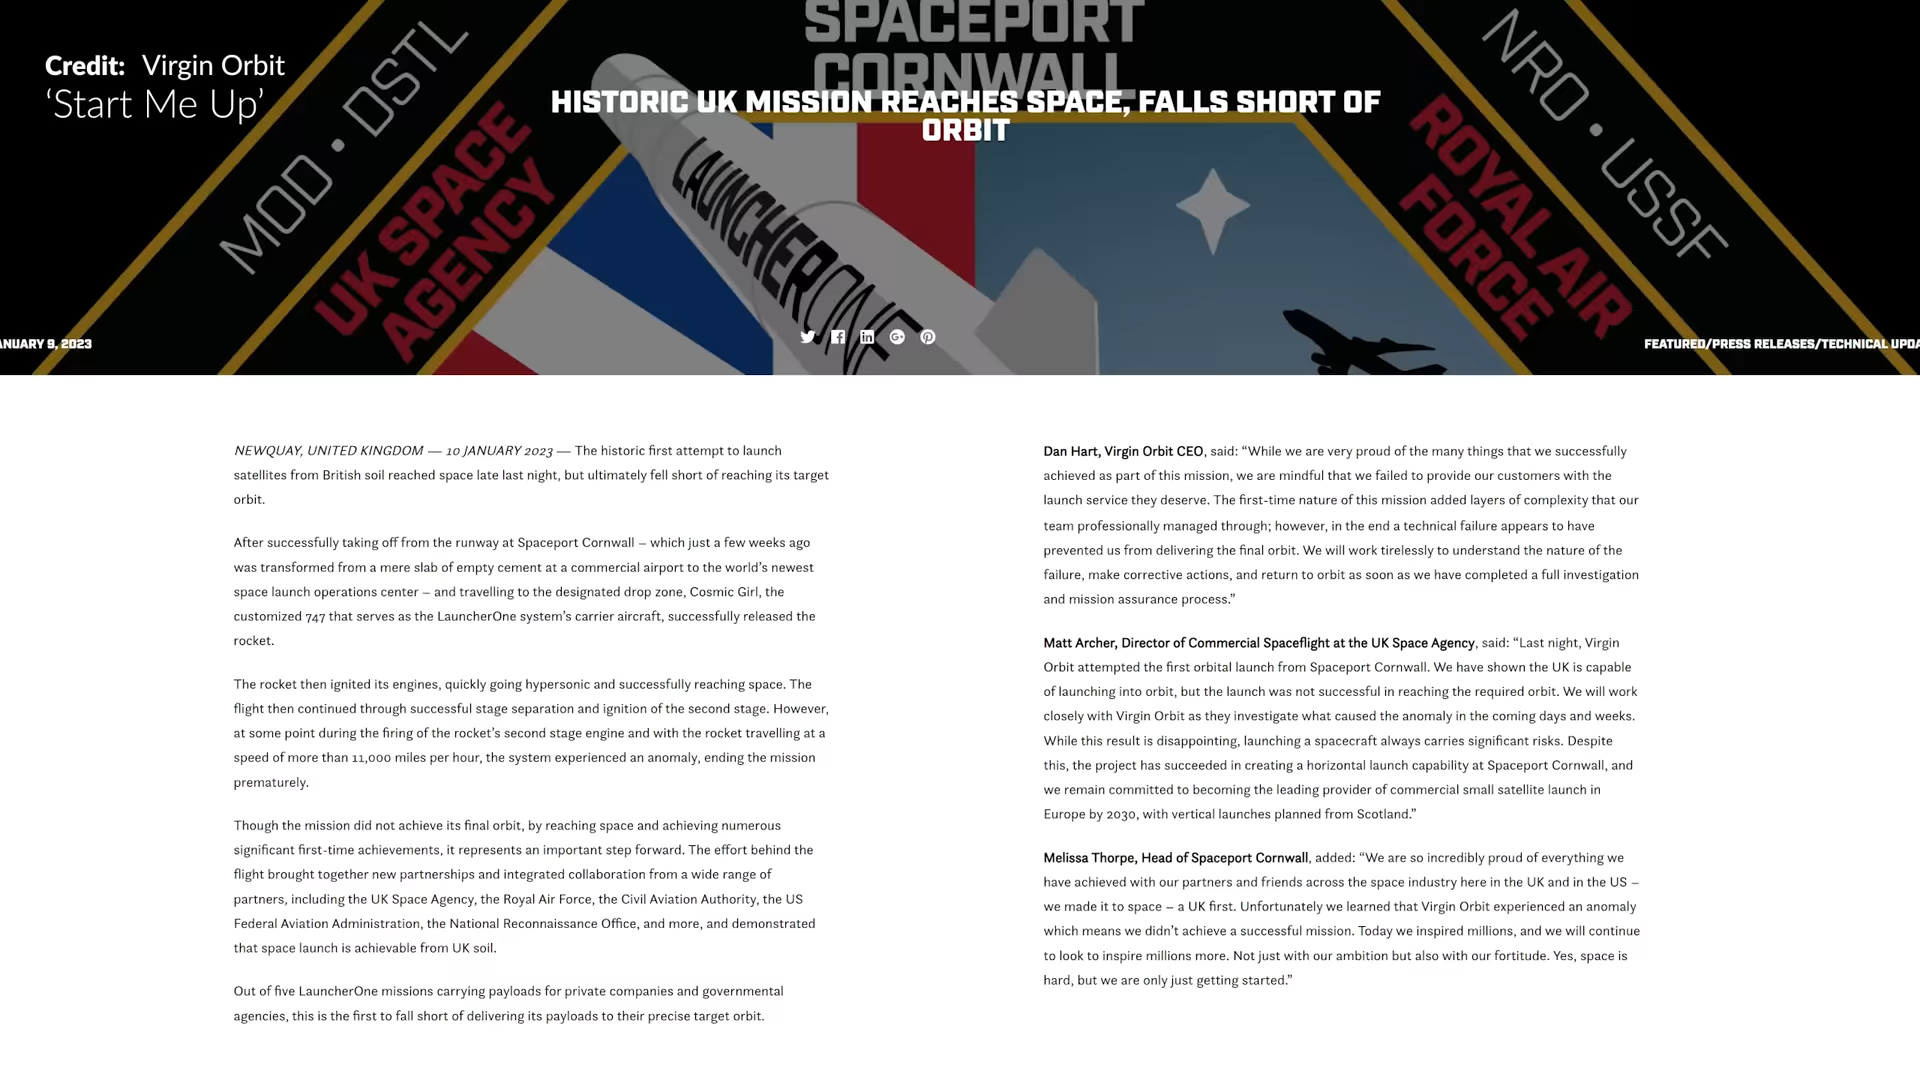 Credit: Virgin Orbit
‘Start Me Up’
MOD • DSTL
UK SPACE
AGENCY
SPACEPORT
CORNWALL
HISTORIC UK MISSION REACHES SPACE, FALLS SHORT OF
ORBIT
LAUNCHERONE
NRO • USSF
ROYAL AIR
FORCE
ANUARY 9, 2023
FEATURED/PRESS RELEASES/TECHNICAL UPDA
NEWQUAY, UNITED KINGDOM — 10 JANUARY 2023 — The historic first attempt to launch
satellites from British soil reached space late last night, but ultimately fell short of reaching its target
orbit.
After successfully taking off from the runway at Spaceport Cornwall – which just a few weeks ago
was transformed from a mere slab of empty cement at a commercial airport to the world’s newest
space launch operations center – and travelling to the designated drop zone, Cosmic Girl, the
customized 747 that serves as the LauncherOne system’s carrier aircraft, successfully released the
rocket.
The rocket then ignited its engines, quickly going hypersonic and successfully reaching space. The
flight then continued through successful stage separation and ignition of the second stage. However,
at some point during the firing of the rocket’s second stage engine and with the rocket travelling at a
speed of more than 11,000 miles per hour, the system experienced an anomaly, ending the mission
prematurely.
Though the mission did not achieve its final orbit, by reaching space and achieving numerous
significant first-time achievements, it represents an important step forward. The effort behind the
flight brought together new partnerships and integrated collaboration from a wide range of
partners, including the UK Space Agency, the Royal Air Force, the Civil Aviation Authority, the US
Federal Aviation Administration, the National Reconnaissance Office, and more, and demonstrated
that space launch is achievable from UK soil.
Out of five LauncherOne missions carrying payloads for private companies and governmental
agencies, this is the first to fall short of delivering its payloads to their precise target orbit.
Dan Hart, Virgin Orbit CEO, said: “While we are very proud of the many things that we successfully
achieved as part of this mission, we are mindful that we failed to provide our customers with the
launch service they deserve. The first-time nature of this mission added layers of complexity that our
team professionally managed through; however, in the end a technical failure appears to have
prevented us from delivering the final orbit. We will work tirelessly to understand the nature of the
failure, make corrective actions, and return to orbit as soon as we have completed a full investigation
and mission assurance process.”
Matt Archer, Director of Commercial Spaceflight at the UK Space Agency, said: “Last night, Virgin
Orbit attempted the first orbital launch from Spaceport Cornwall. We have shown the UK is capable
of launching into orbit, but the launch was not successful in reaching the required orbit. We will work
closely with Virgin Orbit as they investigate what caused the anomaly in the coming days and weeks.
While this result is disappointing, launching a spacecraft always carries significant risks. Despite
this, the project has succeeded in creating a horizontal launch capability at Spaceport Cornwall, and
we remain committed to becoming the leading provider of commercial small satellite launch in
Europe by 2030, with vertical launches planned from Scotland.”
Melissa Thorpe, Head of Spaceport Cornwall, added: “We are so incredibly proud of everything we
have achieved with our partners and friends across the space industry here in the UK and in the US –
we made it to space – a UK first. Unfortunately we learned that Virgin Orbit experienced an anomaly
which means we didn’t achieve a successful mission. Today we inspired millions, and we will continue
to look to inspire millions more. Not just with our ambition but also with our fortitude. Yes, space is
hard, but we are only just getting started.”